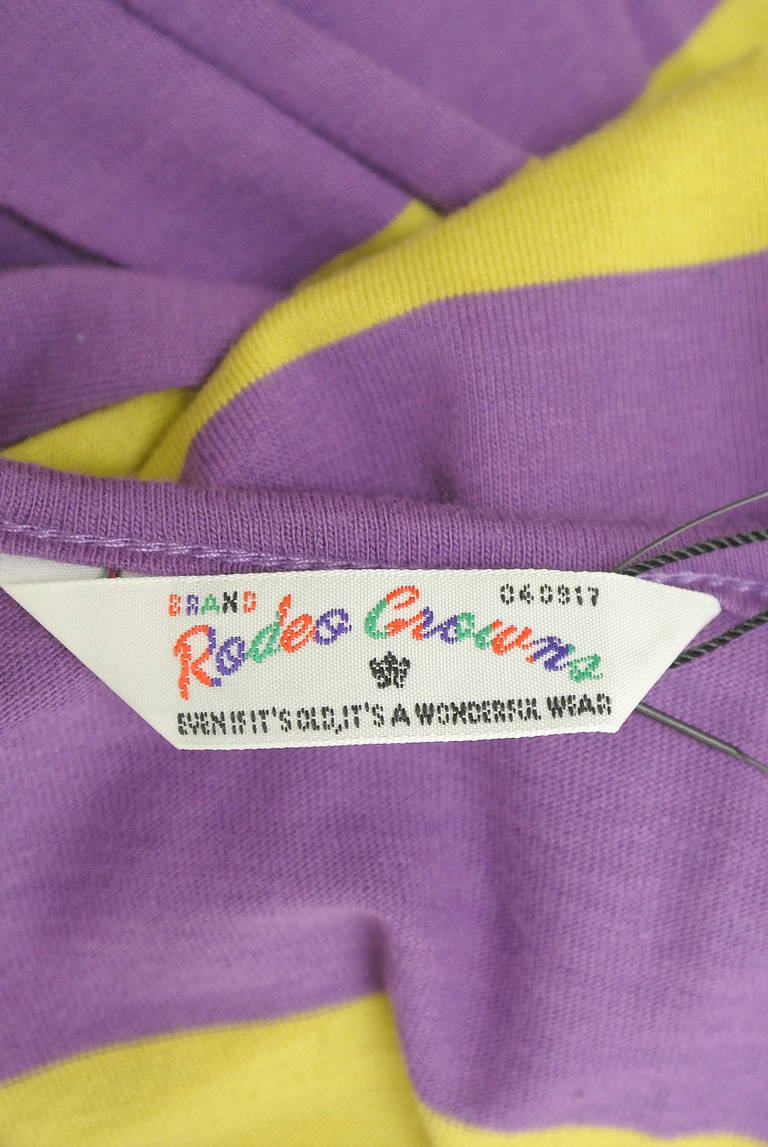 BRAND 040917
Rodeo Crowns
EVEN IF IT'S OLD, IT'S A WONDERFUL WEAR